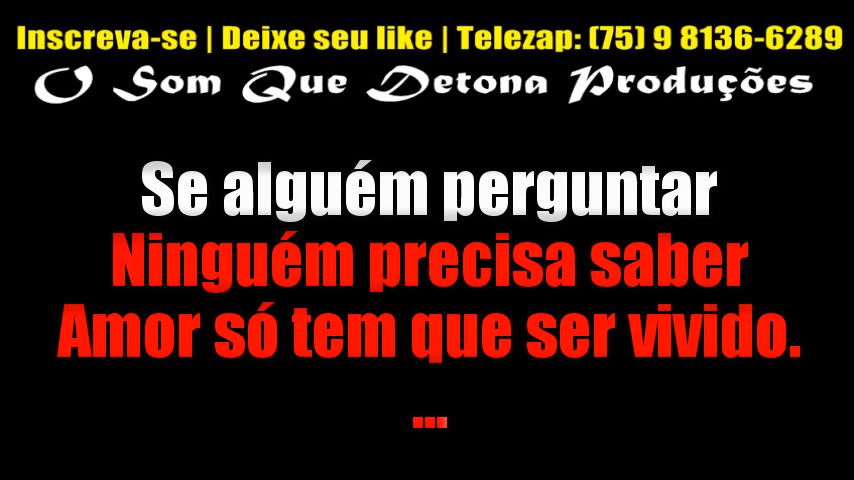 Inscreva-se | Deixe seu like | Telezap: (75) 9 8136-6289
O Som Que Detona Produções
Se alguém perguntar
Ninguém precisa saber
Amor só tem que ser vivido.
...